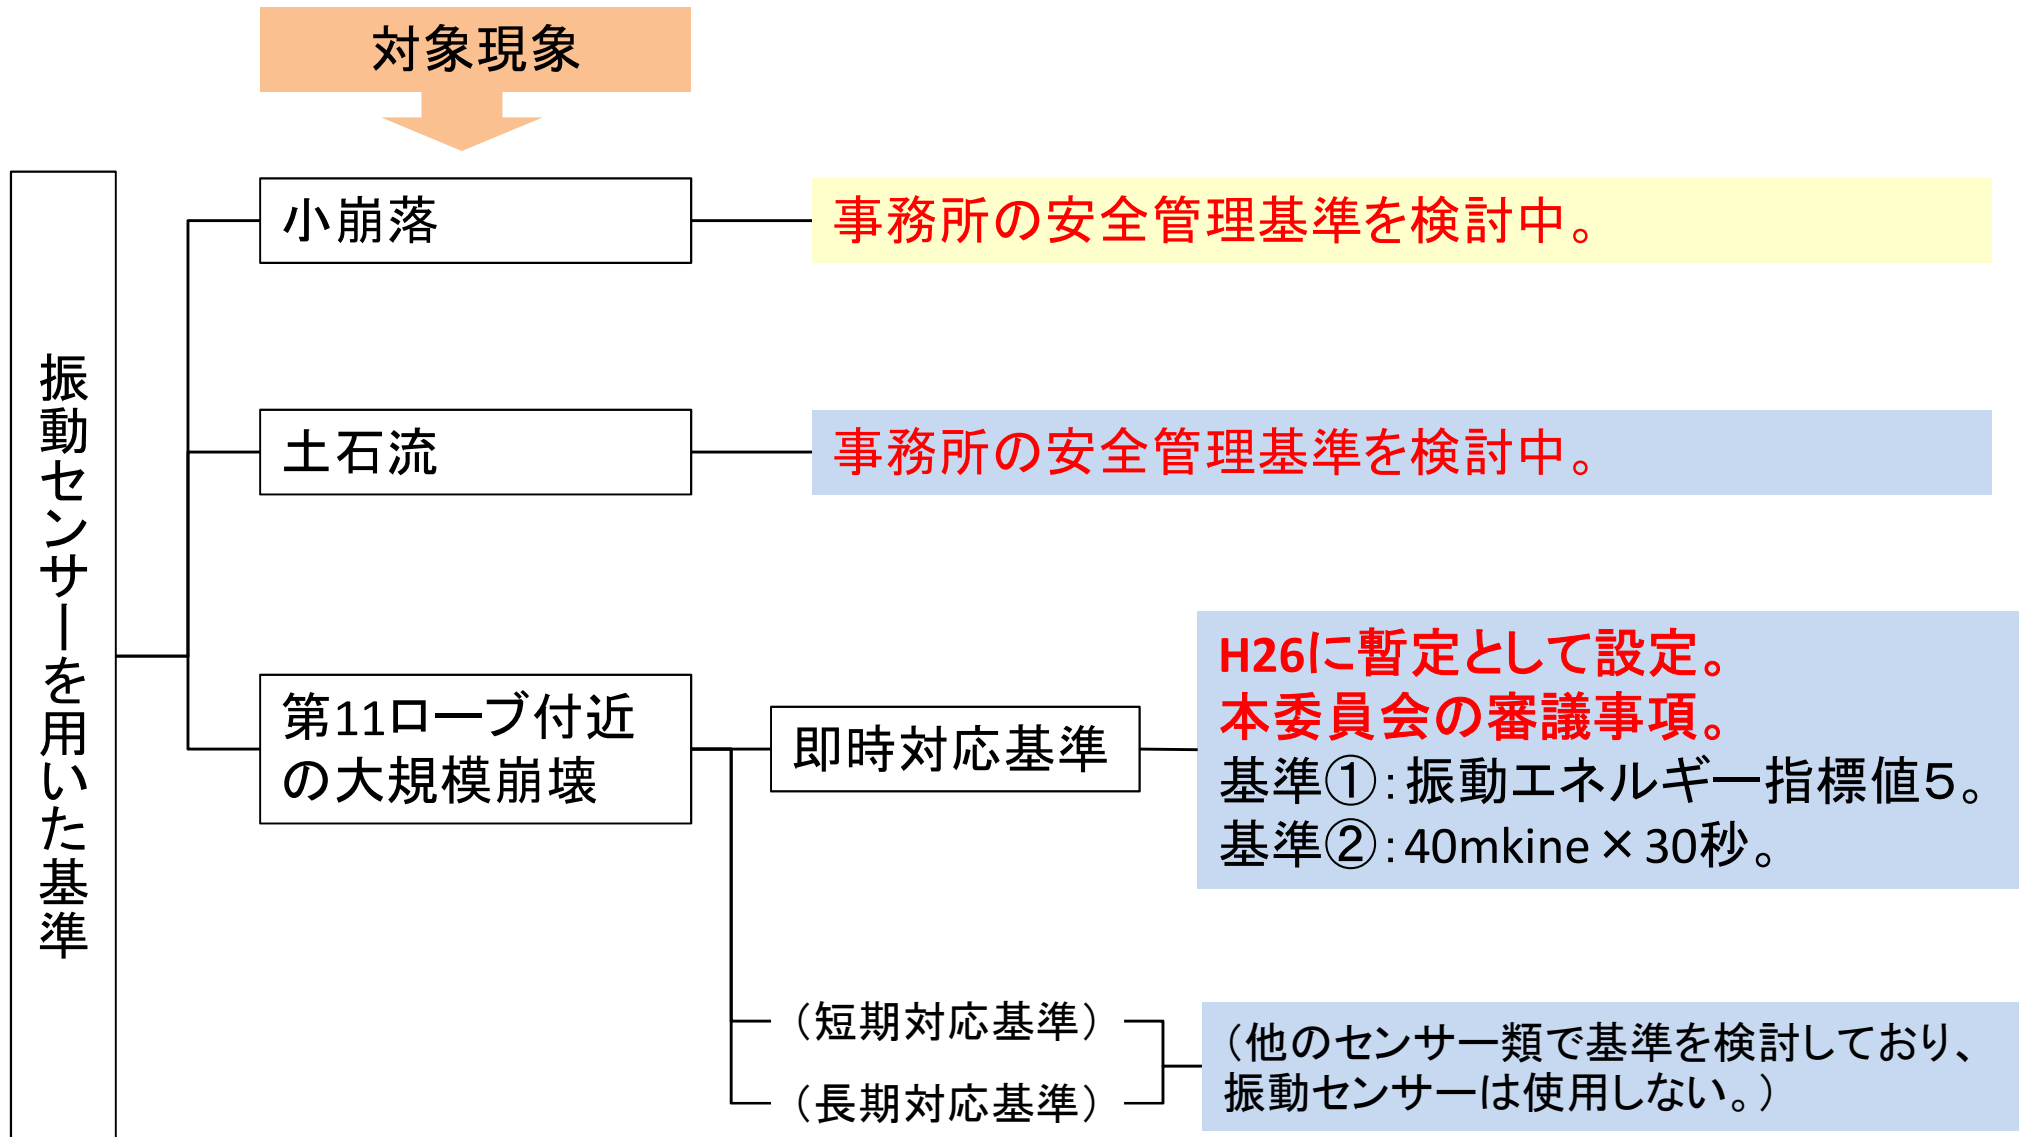 対象現象
振動センサーを用いた基準
小崩落
事務所の安全管理基準を検討中。
土石流
事務所の安全管理基準を検討中。
第11ローブ付近
の大規模崩壊
即時対応基準
H26に暫定として設定。
本委員会の審議事項。
基準①：振動エネルギー指標値５。
基準②：40mkine×30秒。
（短期対応基準）
（長期対応基準）
（他のセンサー類で基準を検討しており、
振動センサーは使用しない。）